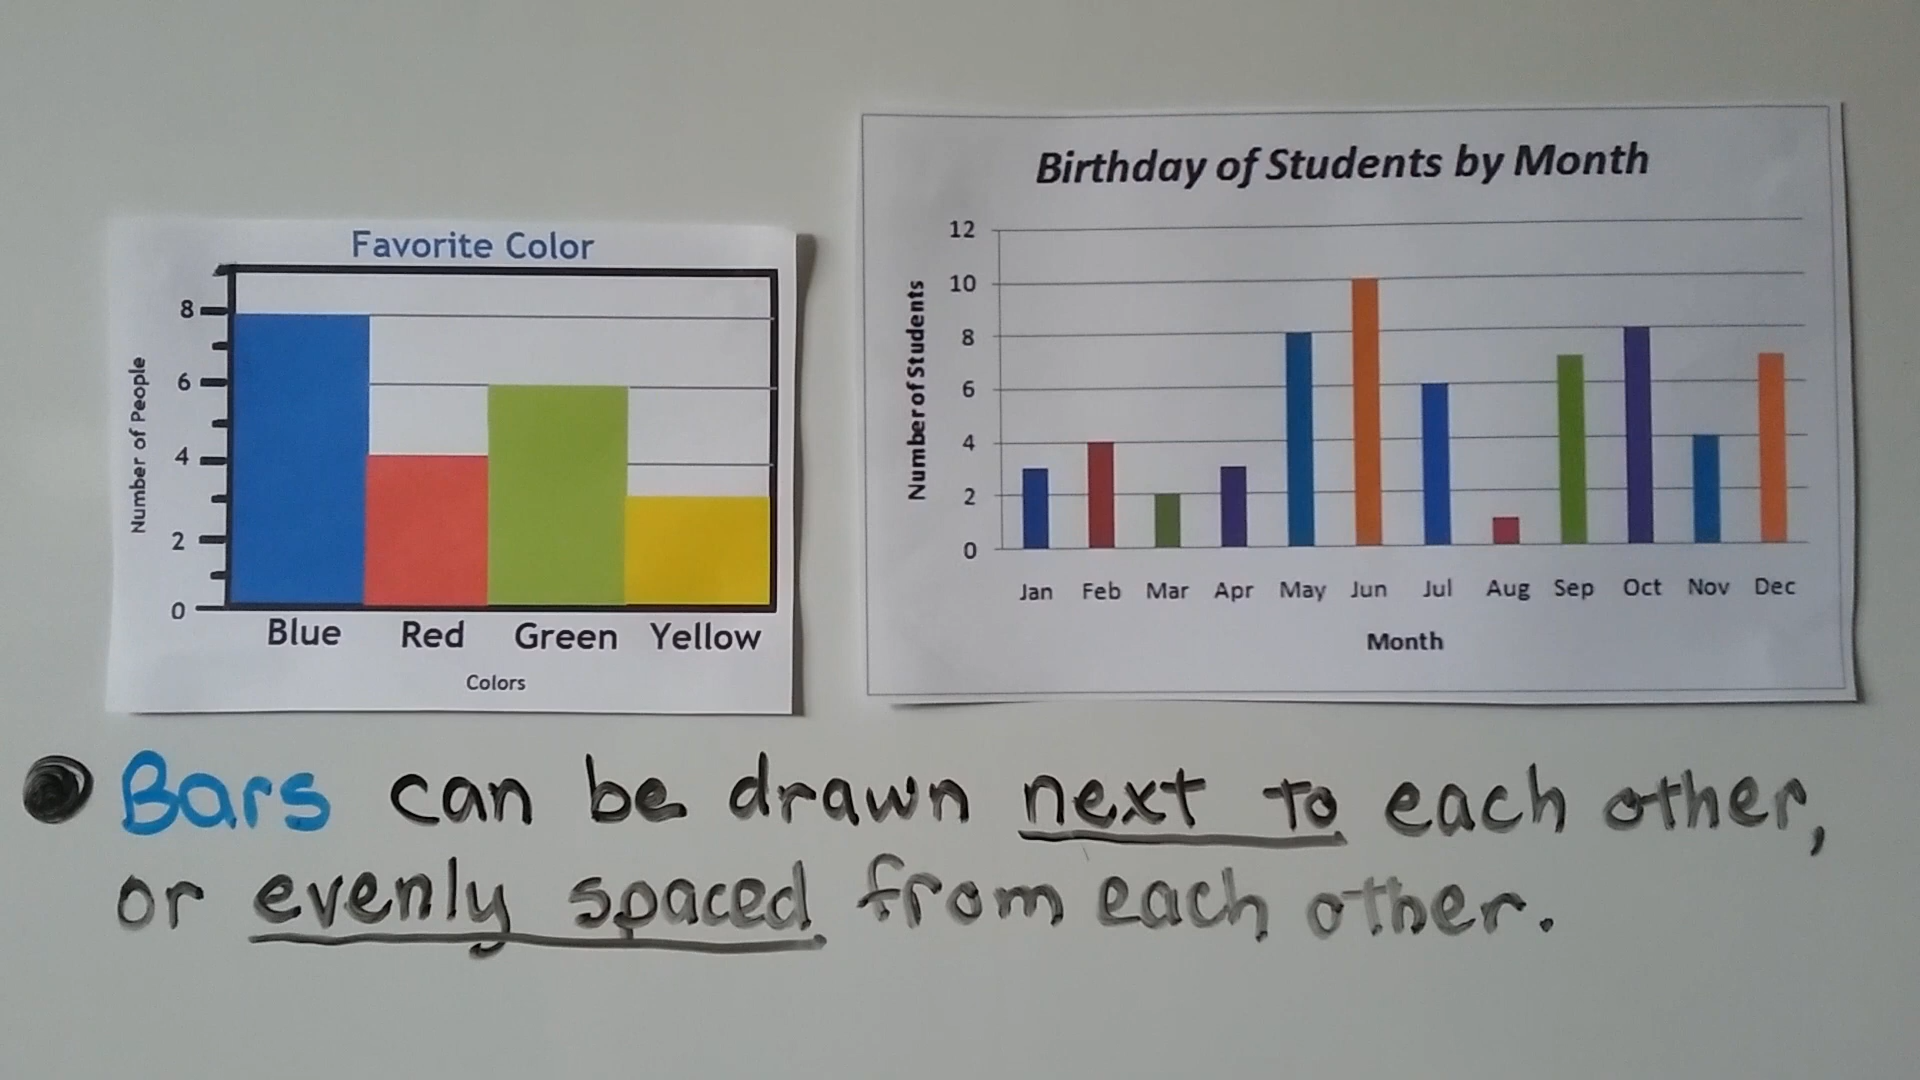 Favorite Color
Number of People
8
6
4
2
0
Blue Red Green Yellow
Colors
Birthday of Students by Month
Number of Students
12
10
8
6
4
2
0
Jan Feb Mar Apr May Jun Jul Aug Sep Oct Nov Dec
Month
Bars can be drawn next to each other,
or evenly spaced from each other.